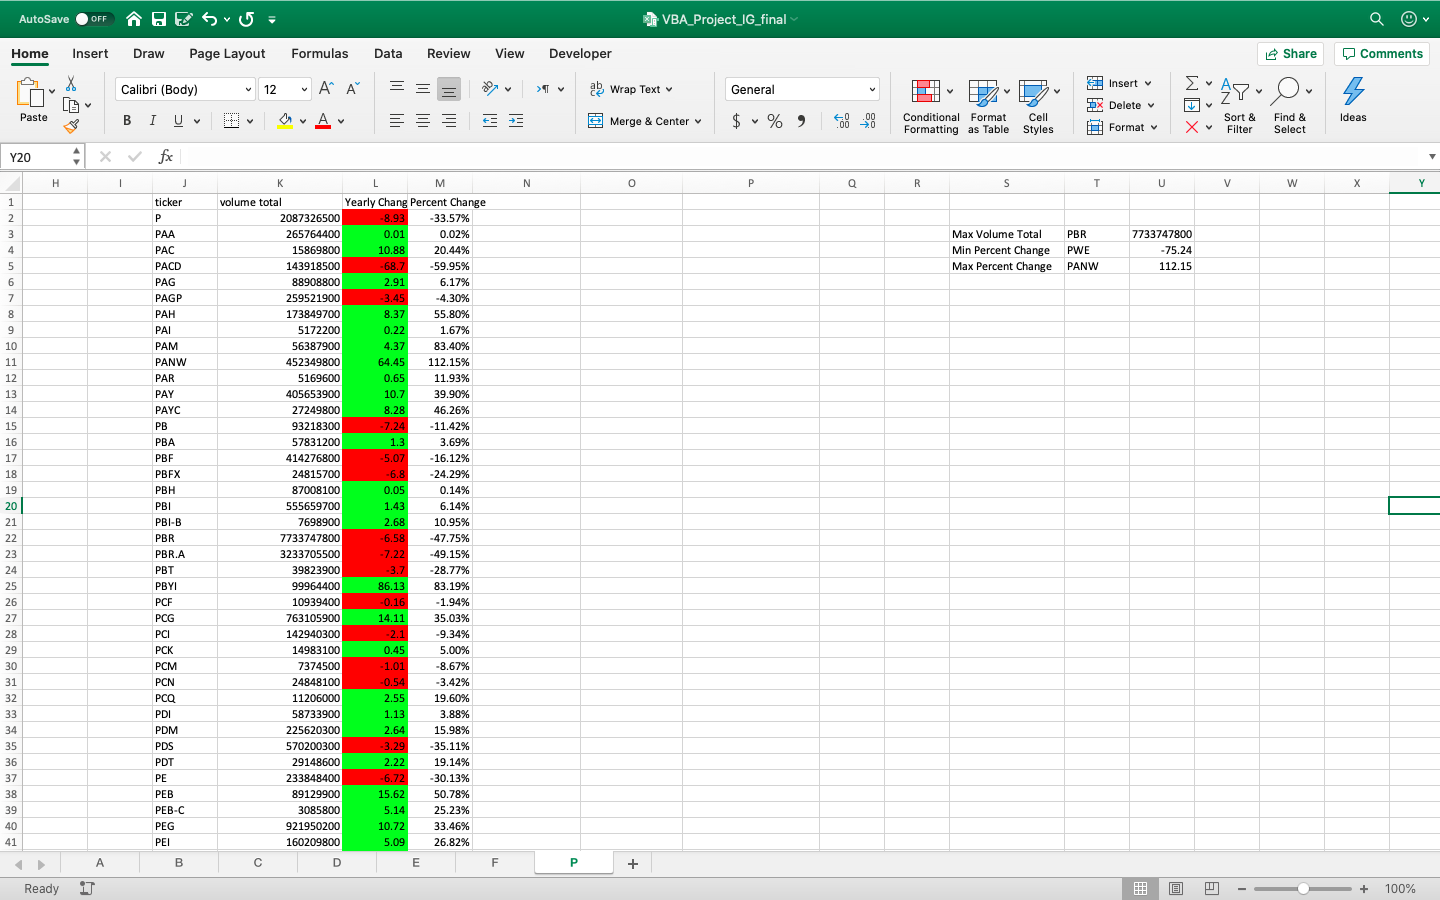 AutoSave OFF VBA_Project_IG_final
Home Insert Draw Page Layout Formulas Data Review View Developer Share Comments
Paste Calibri (Body) 12 A A Wrap Text General Insert
B I U A Merge & Center $ % Conditional Formatting Format as Table Cell Styles Delete Format Sort & Filter Find & Select Ideas
Y20 fx
H I J K L M N O P Q R S T U V W X Y
1 ticker volume total Yearly Chang Percent Change
2 P 2087326500 -8.93 -33.57%
3 PAA 265764400 0.01 0.02% Max Volume Total PBR 7733747800
4 PAC 15869800 10.88 20.44% Min Percent Change PWE -75.24
5 PACD 143918500 -68.7 -59.95% Max Percent Change PANW 112.15
6 PAG 88908800 2.91 6.17%
7 PAGP 259521900 -3.45 -4.30%
8 PAH 173849700 8.37 55.80%
9 PAI 5172200 0.22 1.67%
10 PAM 56387900 4.37 83.40%
11 PANW 452349800 64.45 112.15%
12 PAR 5169600 0.65 11.93%
13 PAY 405653900 10.7 39.90%
14 PAYC 27249800 8.28 46.26%
15 PB 93218300 -7.24 -11.42%
16 PBA 57831200 1.3 3.69%
17 PBF 414276800 -5.07 -16.12%
18 PBFX 24815700 -6.8 -24.29%
19 PBH 87008100 0.05 0.14%
20 PBI 555659700 1.43 6.14%
21 PBI-B 7698900 2.68 10.95%
22 PBR 7733747800 -6.58 -47.75%
23 PBR.A 3233705500 -7.22 -49.15%
24 PBT 39823900 -3.7 -28.77%
25 PBYI 99964400 86.13 83.19%
26 PCF 10939400 -0.16 -1.94%
27 PCG 763105900 14.11 35.03%
28 PCI 142940300 -2.1 -9.34%
29 PCK 14983100 0.45 5.00%
30 PCM 7374500 -1.01 -8.67%
31 PCN 24848100 -0.54 -3.42%
32 PCQ 11206000 2.55 19.60%
33 PDI 58733900 1.13 3.88%
34 PDM 225620300 2.64 15.98%
35 PDS 570200300 -3.29 -35.11%
36 PDT 29148600 2.22 19.14%
37 PE 233848400 -6.72 -30.13%
38 PEB 89129900 15.62 50.78%
39 PEB-C 3085800 5.14 25.23%
40 PEG 921950200 10.72 33.46%
41 PEI 160209800 5.09 26.82%
A B C D E F P
Ready 100%